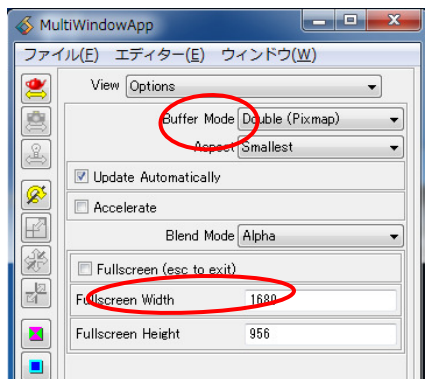 MultiWindowApp
ファイル(F) エディター(E) ウィンドウ(W)
View Options
Buffer Mode Double (Pixmap)
Aspect Smallest
Update Automatically
Accelerate
Blend Mode Alpha
Fullscreen (esc to exit)
Fullscreen Width 1680
Fullscreen Height 956